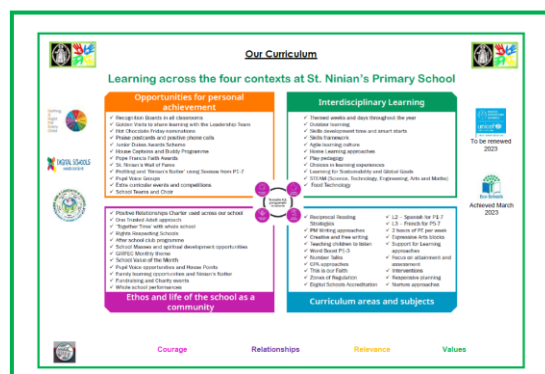 Our Curriculum
Learning across the four contexts at St. Ninian's Primary School
Opportunities for personal
achievement
Recognition Boards in all classrooms
Golden Visits to share learning with the Leadership Team
Hot Chocolate Friday nominations
Praise postcards and positive phone calls
Junior Dukes Awards Scheme
House Captains and Buddy Programme
Pope Francis Faith Awards
St. Ninian's Wall of Fame
Profiling and 'Ninian's Natter' using Seesaw from P1-7
Pupil Voice Groups
Extra curricular events and competitions
School Teams and Choir
Interdisciplinary Learning
Themed weeks and days throughout the year
Outdoor learning
Skills development time and smart starts
Skills framework
Agile learning culture
Home Learning approaches
Play pedagogy
Choices in learning experiences
Learning for Sustainability and Global Goals
STEAM (Science, Technology, Engineering, Arts and Maths)
Food Technology
DIGITAL SCHOOLS
unicef
To be renewed
2023
Eco-Schools
Achieved March
2023
Positive Relationships Charter used across our school
One Trusted Adult approach
'Together Time' with whole school
Rights Respecting Schools
After school club programme
School Masses and spiritual development opportunities
GIRFEC Monthly theme
School Value of the Month
Pupil Voice opportunities and House Points
Family learning opportunities and Ninian's Natter
Fundraising and Charity events
Whole school performances
Ethos and life of the school as a
community
Reciprocal Reading
Strategies
PM Writing approaches
Creative and free writing
Teaching children to listen
Word Boost P1-3
Number Talks
CPA approaches
This is our Faith
Zones of Regulation
Digital Schools Accreditation
L2 – Spanish for P1-7
L3 – French for P5-7
2 hours of PE per week
Expressive Arts blocks
Support for Learning
approaches
Focus on attainment and
assessment
Interventions
Responsive planning
Nurture approaches
Curriculum areas and subjects
Courage Relationships Relevance Values